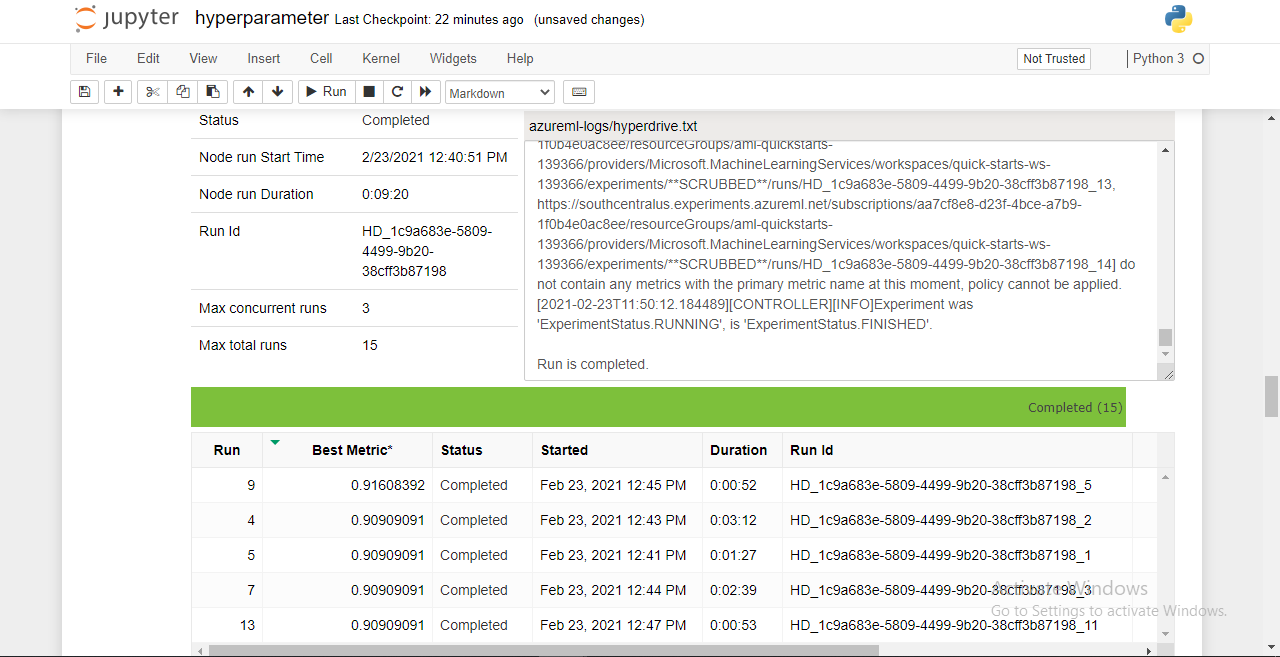 jupyter hyperparameter Last Checkpoint: 22 minutes ago (unsaved changes)
File Edit View Insert Cell Kernel Widgets Help Not Trusted Python 3
Run Markdown
Status Completed
Node run Start Time 2/23/2021 12:40:51 PM
Node run Duration 0:09:20
Run Id HD_1c9a683e-5809-
4499-9b20-
38cff3b87198
Max concurrent runs 3
Max total runs 15
azureml-logs/hyperdrive.txt
1f0b4e0ac8ee/resourceGroups/aml-quickstarts-
139366/providers/Microsoft.MachineLearningServices/workspaces/quick-starts-ws-
139366/experiments/**SCRUBBED**/runs/HD_1c9a683e-5809-4499-9b20-38cff3b87198_13,
https://southcentralus.experiments.azureml.net/subscriptions/aa7cf8e8-d23f-4bce-a7b9-
1f0b4e0ac8ee/resourceGroups/aml-quickstarts-
139366/providers/Microsoft.MachineLearningServices/workspaces/quick-starts-ws-
139366/experiments/**SCRUBBED**/runs/HD_1c9a683e-5809-4499-9b20-38cff3b87198_14] do
not contain any metrics with the primary metric name at this moment, policy cannot be applied.
[2021-02-23T11:50:12.184489][CONTROLLER][INFO]Experiment was
'ExperimentStatus.RUNNING', is 'ExperimentStatus.FINISHED'.
Run is completed.
Completed (15)
Run Best Metric* Status Started Duration Run Id
9 0.91608392 Completed Feb 23, 2021 12:45 PM 0:00:52 HD_1c9a683e-5809-4499-9b20-38cff3b87198_5
4 0.90909091 Completed Feb 23, 2021 12:43 PM 0:03:12 HD_1c9a683e-5809-4499-9b20-38cff3b87198_2
5 0.90909091 Completed Feb 23, 2021 12:41 PM 0:01:27 HD_1c9a683e-5809-4499-9b20-38cff3b87198_1
7 0.90909091 Completed Feb 23, 2021 12:44 PM 0:02:39 HD_1c9a683e-5809-4499-9b20-38cff3b87198_3
13 0.90909091 Completed Feb 23, 2021 12:47 PM 0:00:53 HD_1c9a683e-5809-4499-9b20-38cff3b87198_11
Activate Windows
Go to Settings to activate Windows.